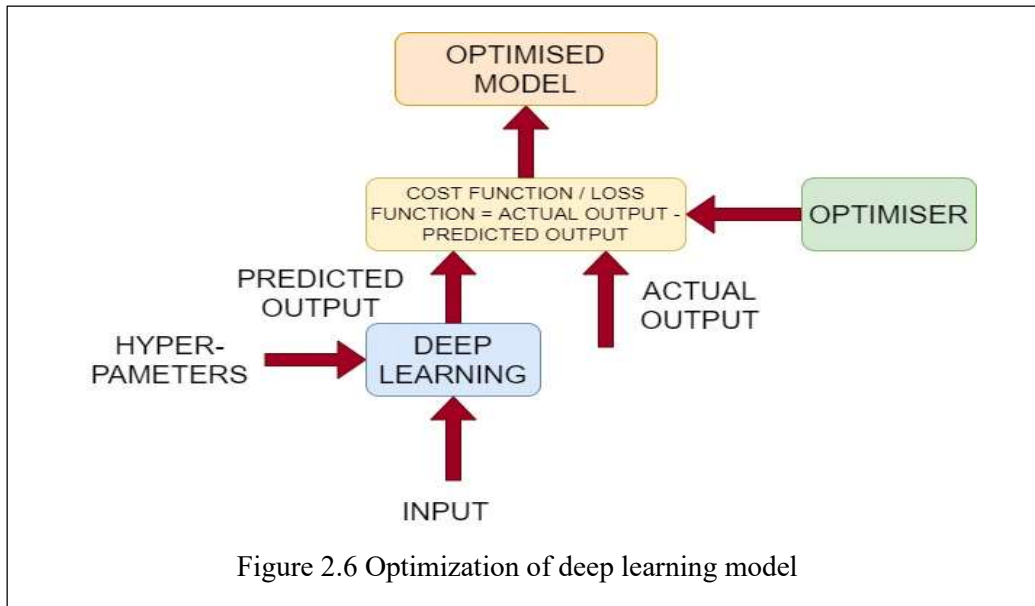 OPTIMISED
MODEL
COST FUNCTION / LOSS
FUNCTION = ACTUAL OUTPUT -
PREDICTED OUTPUT
OPTIMISER
PREDICTED
OUTPUT
ACTUAL
OUTPUT
HYPER-
PAMETERS
DEEP
LEARNING
INPUT
Figure 2.6 Optimization of deep learning model